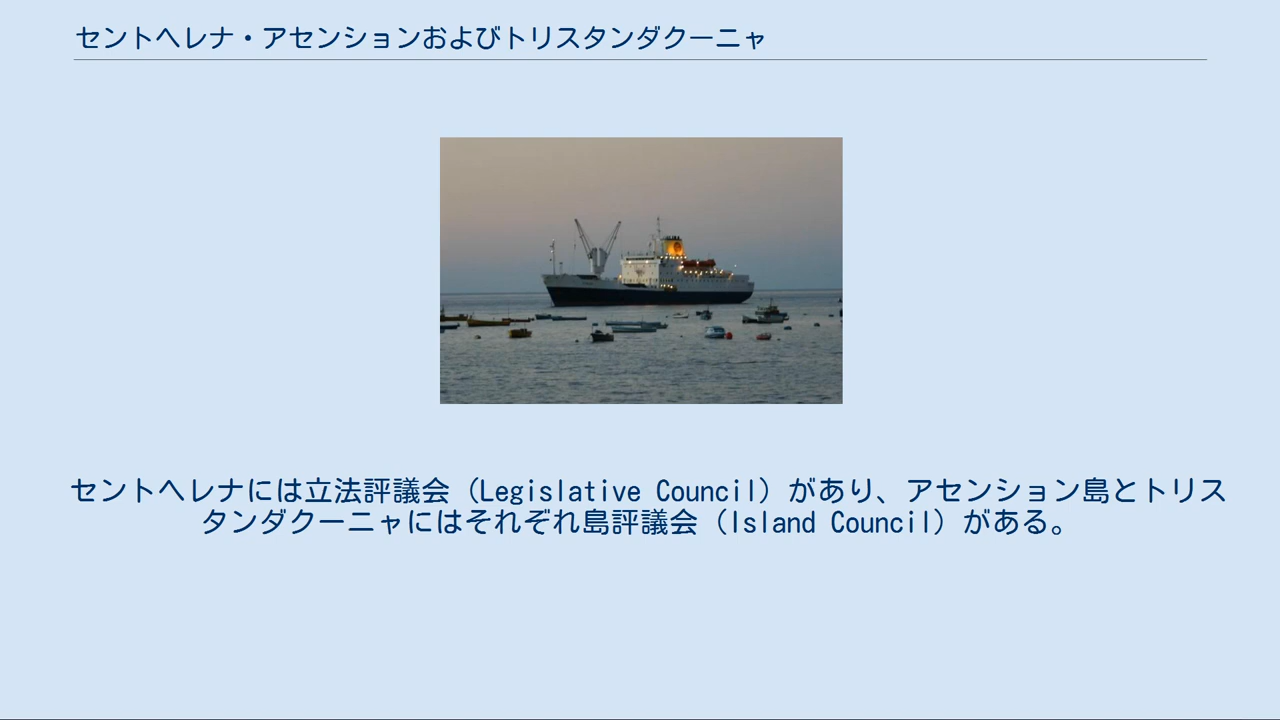 セントヘレナ・アセンションおよびトリスタンダクーニャ
セントヘレナには立法評議会（Legislative Council）があり、アセンション島とトリス
タンダクーニャにはそれぞれ島評議会（Island Council）がある。